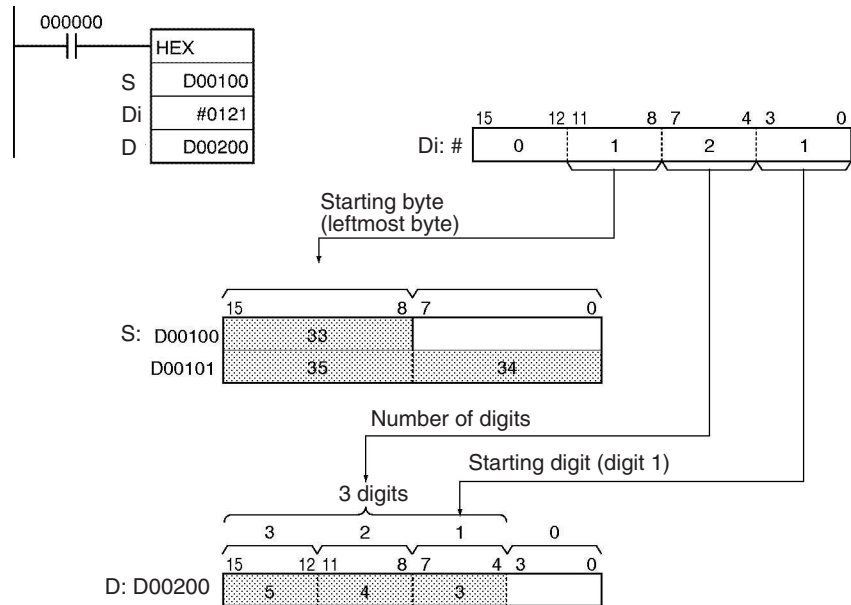 000000
HEX
S D00100
Di #0121
D D00200
15 12 11 8 7 4 3 0
Di: # 0 1 2 1
Starting byte
(leftmost byte)
15 8 7 0
S: D00100 33
D00101 35 34
Number of digits
Starting digit (digit 1)
3 digits
3 2 1 0
15 12 11 8 7 4 3 0
D: D00200 5 4 3